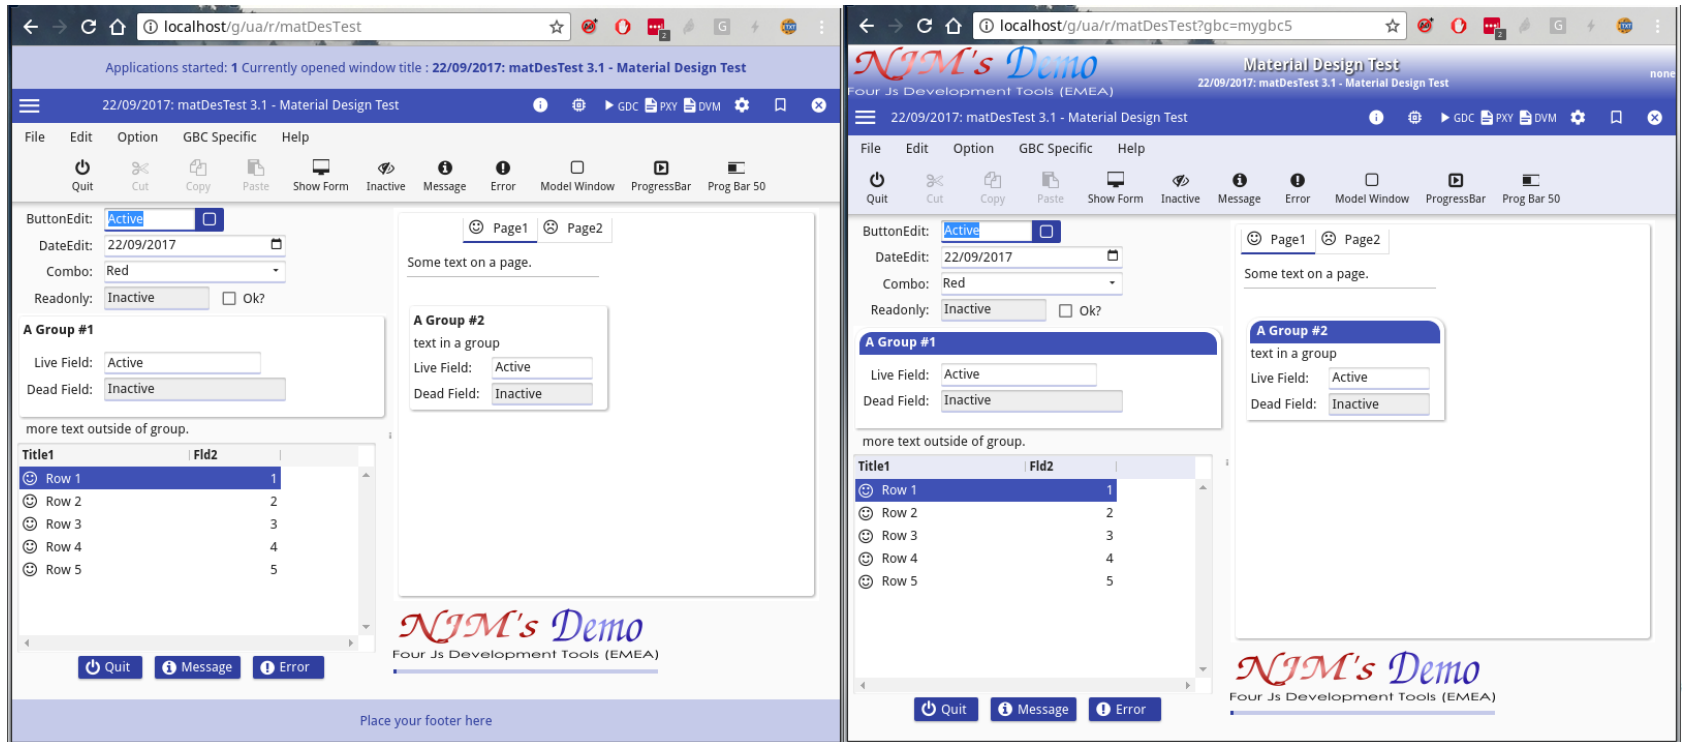 localhost/g/ua/r/matDesTest
2
G
TXT
Applications started: 1 Currently opened window title : 22/09/2017: matDesTest 3.1 - Material Design Test
22/09/2017: matDesTest 3.1 - Material Design Test
GDC PXY DVM
File Edit Option GBC Specific Help
Quit Cut Copy Paste Show Form Inactive Message Error Model Window ProgressBar Prog Bar 50
ButtonEdit: Active
DateEdit: 22/09/2017
Combo: Red
Readonly: Inactive Ok?
A Group #1
Live Field: Active
Dead Field: Inactive
more text outside of group.
Title1 Fld2
Row 1 1
Row 2 2
Row 3 3
Row 4 4
Row 5 5
Quit Message Error
Page1 Page2
Some text on a page.
A Group #2
text in a group
Live Field: Active
Dead Field: Inactive
NJM's Demo
Four Js Development Tools (EMEA)
Place your footer here
localhost/g/ua/r/matDesTest?gbc=mygbc5
2
G
TXT
NJM's Demo
Four Js Development Tools (EMEA)
Material Design Test
22/09/2017: matDesTest 3.1 - Material Design Test
none
22/09/2017: matDesTest 3.1 - Material Design Test
GDC PXY DVM
File Edit Option GBC Specific Help
Quit Cut Copy Paste Show Form Inactive Message Error Model Window ProgressBar Prog Bar 50
ButtonEdit: Active
DateEdit: 22/09/2017
Combo: Red
Readonly: Inactive Ok?
A Group #1
Live Field: Active
Dead Field: Inactive
more text outside of group.
Title1 Fld2
Row 1 1
Row 2 2
Row 3 3
Row 4 4
Row 5 5
Quit Message Error
Page1 Page2
Some text on a page.
A Group #2
text in a group
Live Field: Active
Dead Field: Inactive
NJM's Demo
Four Js Development Tools (EMEA)